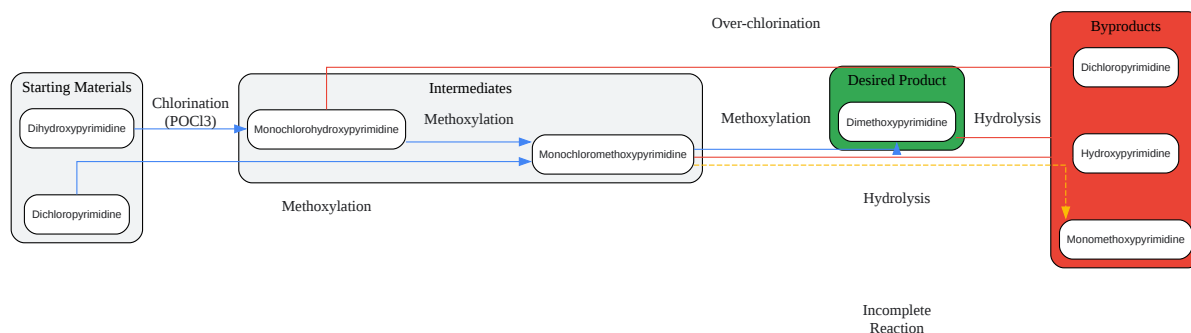 Over-chlorination
Byproducts
Starting Materials
Intermediates
Desired Product
Dichloropyrimidine
Dihydroxypyrimidine
Chlorination
(POCl3)
Monochlorohydroxypyrimidine
Methoxylation
Methoxylation
Dimethoxypyrimidine
Hydrolysis
Monochloromethoxypyrimidine
Hydroxypyrimidine
Dichloropyrimidine
Methoxylation
Hydrolysis
Monomethoxypyrimidine
Incomplete
Reaction